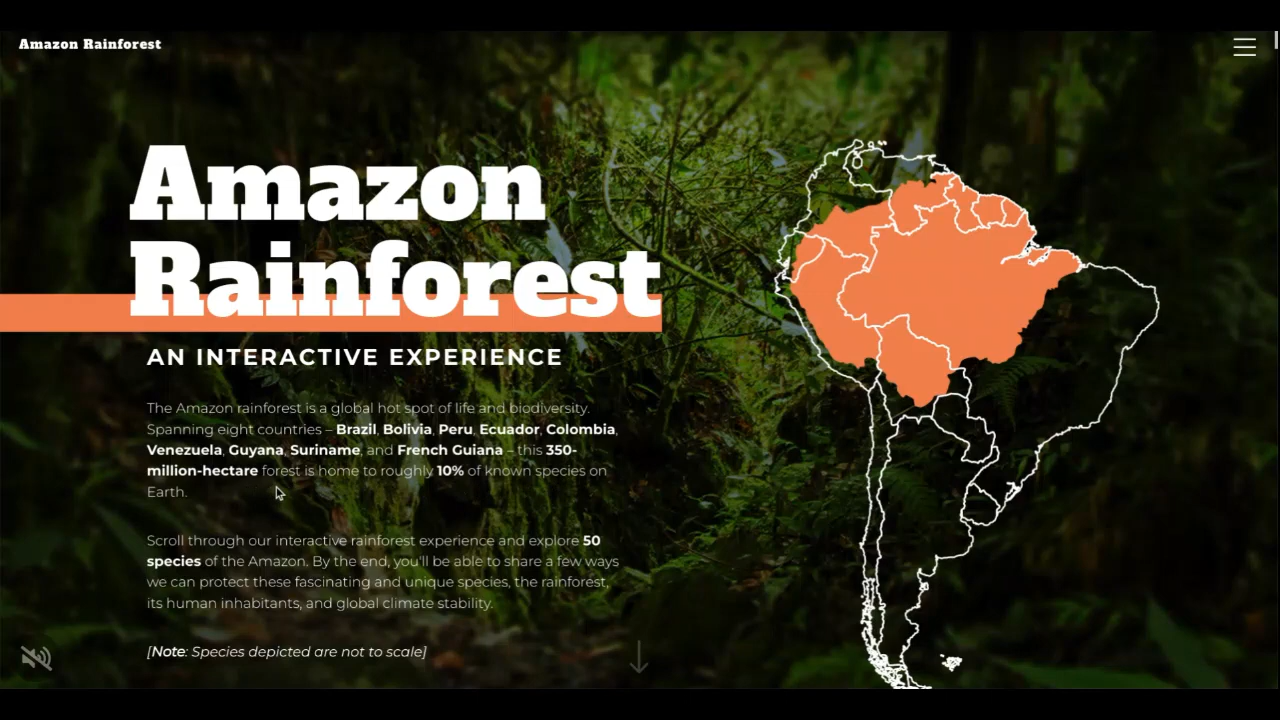 Amazon Rainforest
Amazon
Rainforest
AN INTERACTIVE EXPERIENCE
The Amazon rainforest is a global hot spot of life and biodiversity.
Spanning eight countries – Brazil, Bolivia, Peru, Ecuador, Colombia,
Venezuela, Guyana, Suriname, and French Guiana – this 350-
million-hectare forest is home to roughly 10% of known species on
Earth.
Scroll through our interactive rainforest experience and explore 50
species of the Amazon. By the end, you'll be able to share a few ways
we can protect these fascinating and unique species, the rainforest,
its human inhabitants, and global climate stability.
[Note: Species depicted are not to scale]